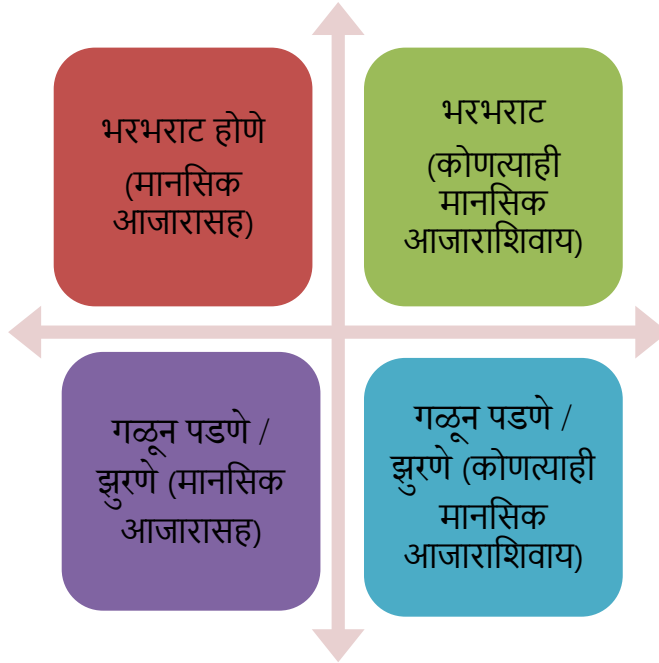 भरभराट होणे
(मानसिक
आजारासह)
भरभराट
(कोणत्याही
मानसिक
आजाराशिवाय)
गळून पडणे /
झुरणे (मानसिक
आजारासह)
गळून पडणे /
झुरणे (कोणत्याही
मानसिक
आजाराशिवाय)